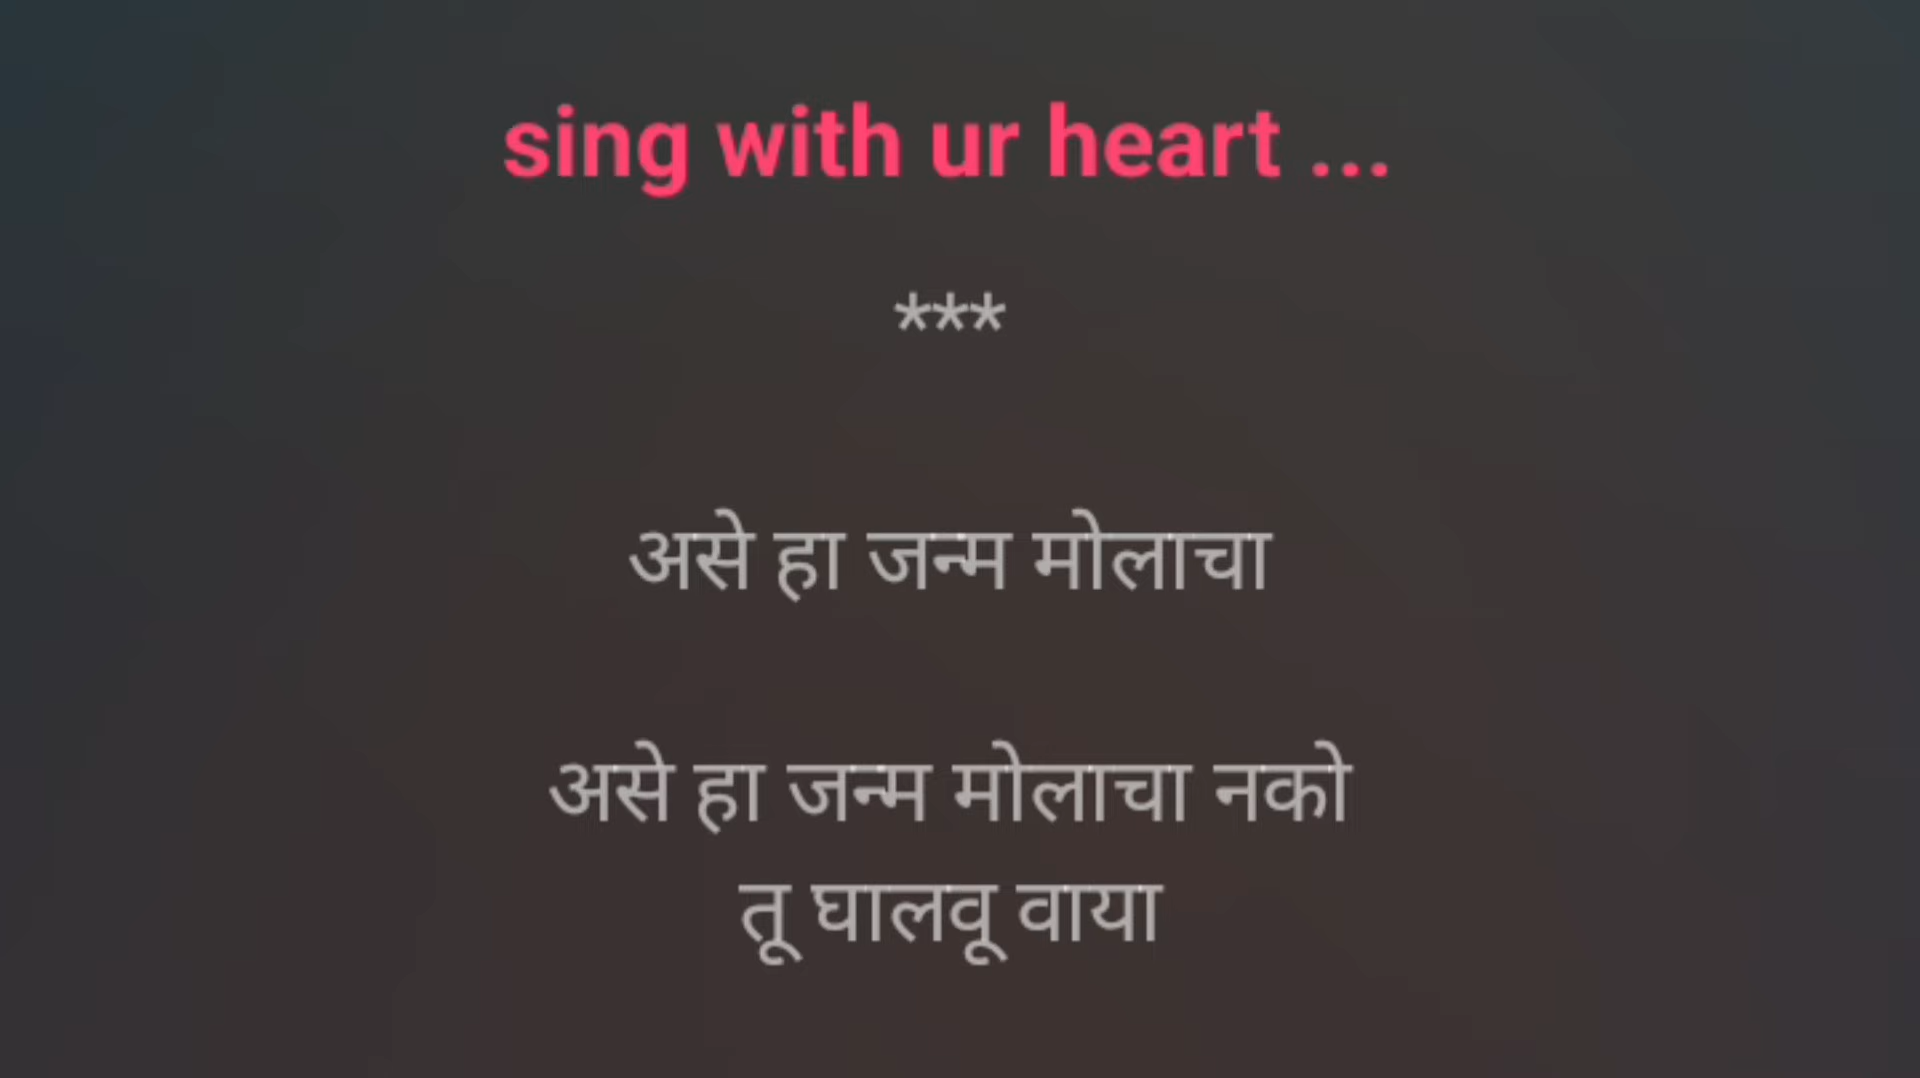 sing with ur heart ...
***
असे हा जन्म मोलाचा
असे हा जन्म मोलाचा नको
तू घालवू वाया